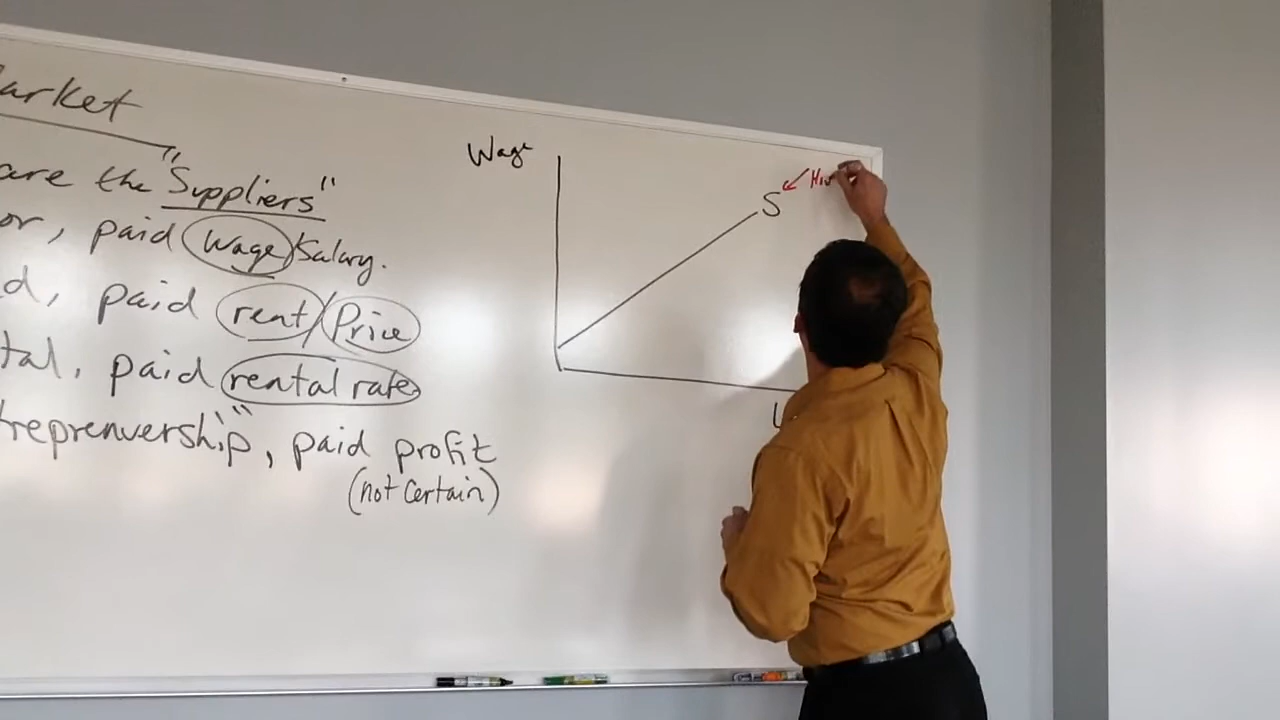 arket
are the "Suppliers"
or, paid Wage/Salary.
d, paid rent/Price
tal, paid rental rate
treprenuership", paid profit
(not Certain)
Wage
S
L